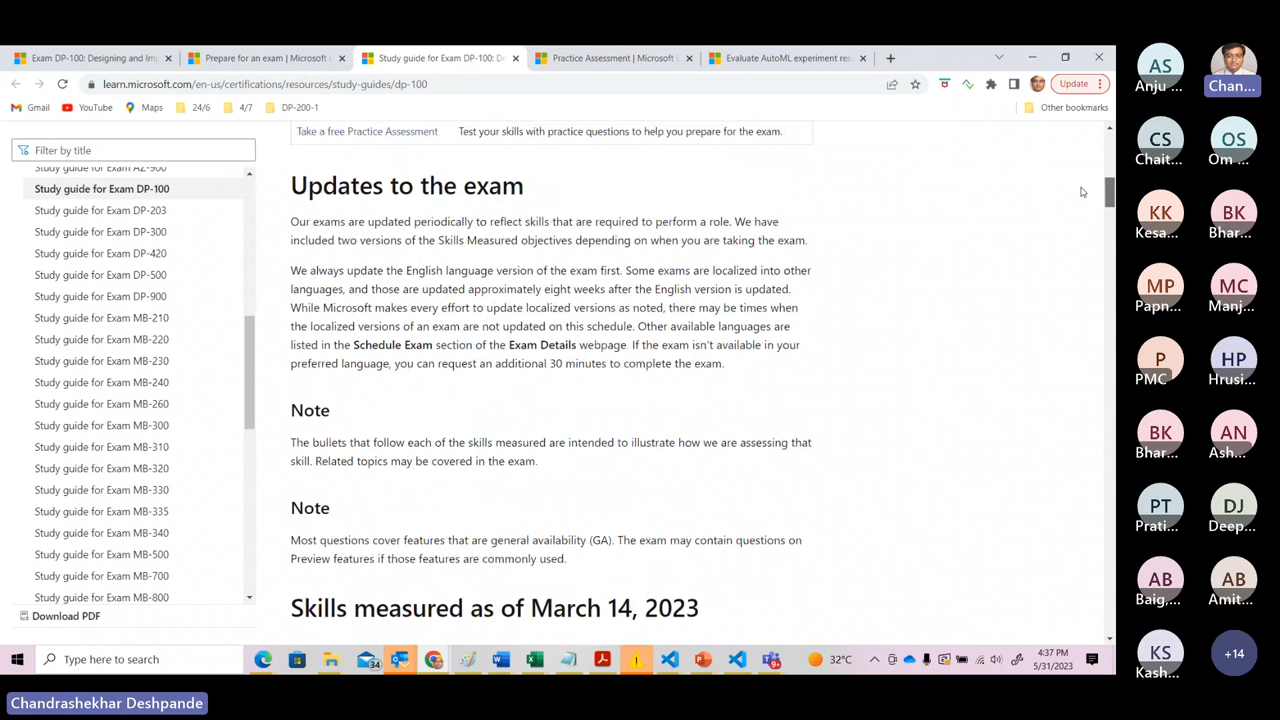 Exam DP-100: Designing and Imp
Prepare for an exam | Microsoft L
Study guide for Exam DP-100: De
Practice Assessment | Microsoft L
Evaluate AutoML experiment res
learn.microsoft.com/en-us/certifications/resources/study-guides/dp-100
Update
Gmail
YouTube
Maps
24/6
4/7
DP-200-1
Other bookmarks
Filter by title
Study guide for Exam AZ-900
Study guide for Exam DP-100
Study guide for Exam DP-203
Study guide for Exam DP-300
Study guide for Exam DP-420
Study guide for Exam DP-500
Study guide for Exam DP-900
Study guide for Exam MB-210
Study guide for Exam MB-220
Study guide for Exam MB-230
Study guide for Exam MB-240
Study guide for Exam MB-260
Study guide for Exam MB-300
Study guide for Exam MB-310
Study guide for Exam MB-320
Study guide for Exam MB-330
Study guide for Exam MB-335
Study guide for Exam MB-340
Study guide for Exam MB-500
Study guide for Exam MB-700
Study guide for Exam MB-800
Download PDF
Take a free Practice Assessment
Test your skills with practice questions to help you prepare for the exam.
Updates to the exam
Our exams are updated periodically to reflect skills that are required to perform a role. We have
included two versions of the Skills Measured objectives depending on when you are taking the exam.
We always update the English language version of the exam first. Some exams are localized into other
languages, and those are updated approximately eight weeks after the English version is updated.
While Microsoft makes every effort to update localized versions as noted, there may be times when
the localized versions of an exam are not updated on this schedule. Other available languages are
listed in the Schedule Exam section of the Exam Details webpage. If the exam isn't available in your
preferred language, you can request an additional 30 minutes to complete the exam.
Note
The bullets that follow each of the skills measured are intended to illustrate how we are assessing that
skill. Related topics may be covered in the exam.
Note
Most questions cover features that are general availability (GA). The exam may contain questions on
Preview features if those features are commonly used.
Skills measured as of March 14, 2023
Type here to search
34
9+
32°C
4:37 PM
5/31/2023
AS
Anju ...
Chan...
CS
Chait...
OS
Om ...
KK
Kesa...
BK
Bhar...
MP
Papn...
MC
Manj...
P
PMC
HP
Hrusi...
BK
Bhar...
AN
Ash...
PT
Prati...
DJ
Deep...
AB
Baig,...
AB
Amit...
KS
Kash...
+14
Chandrashekhar Deshpande